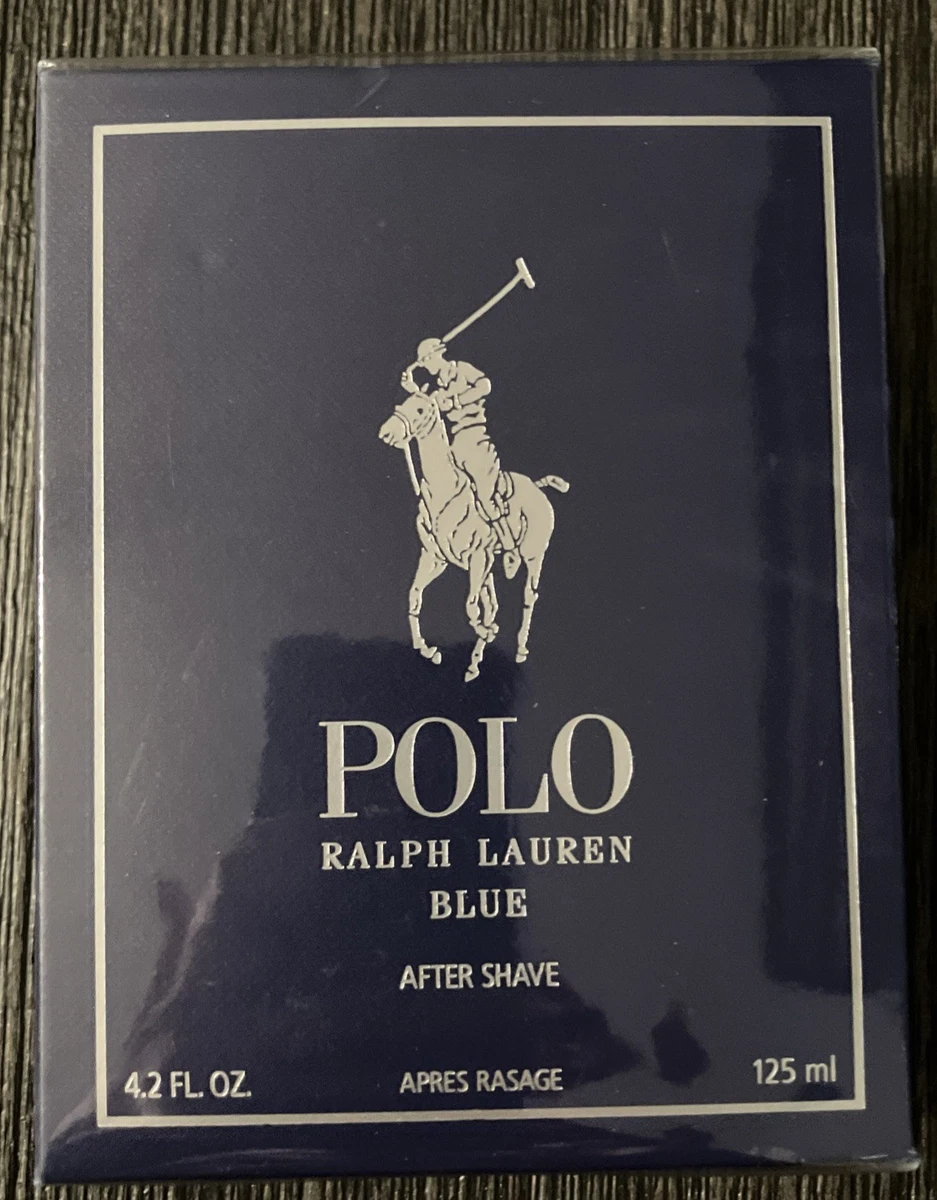 POLO
RALPH LAUREN
BLUE
AFTER SHAVE
4.2 FL. OZ. APRES RASAGE 125 ml